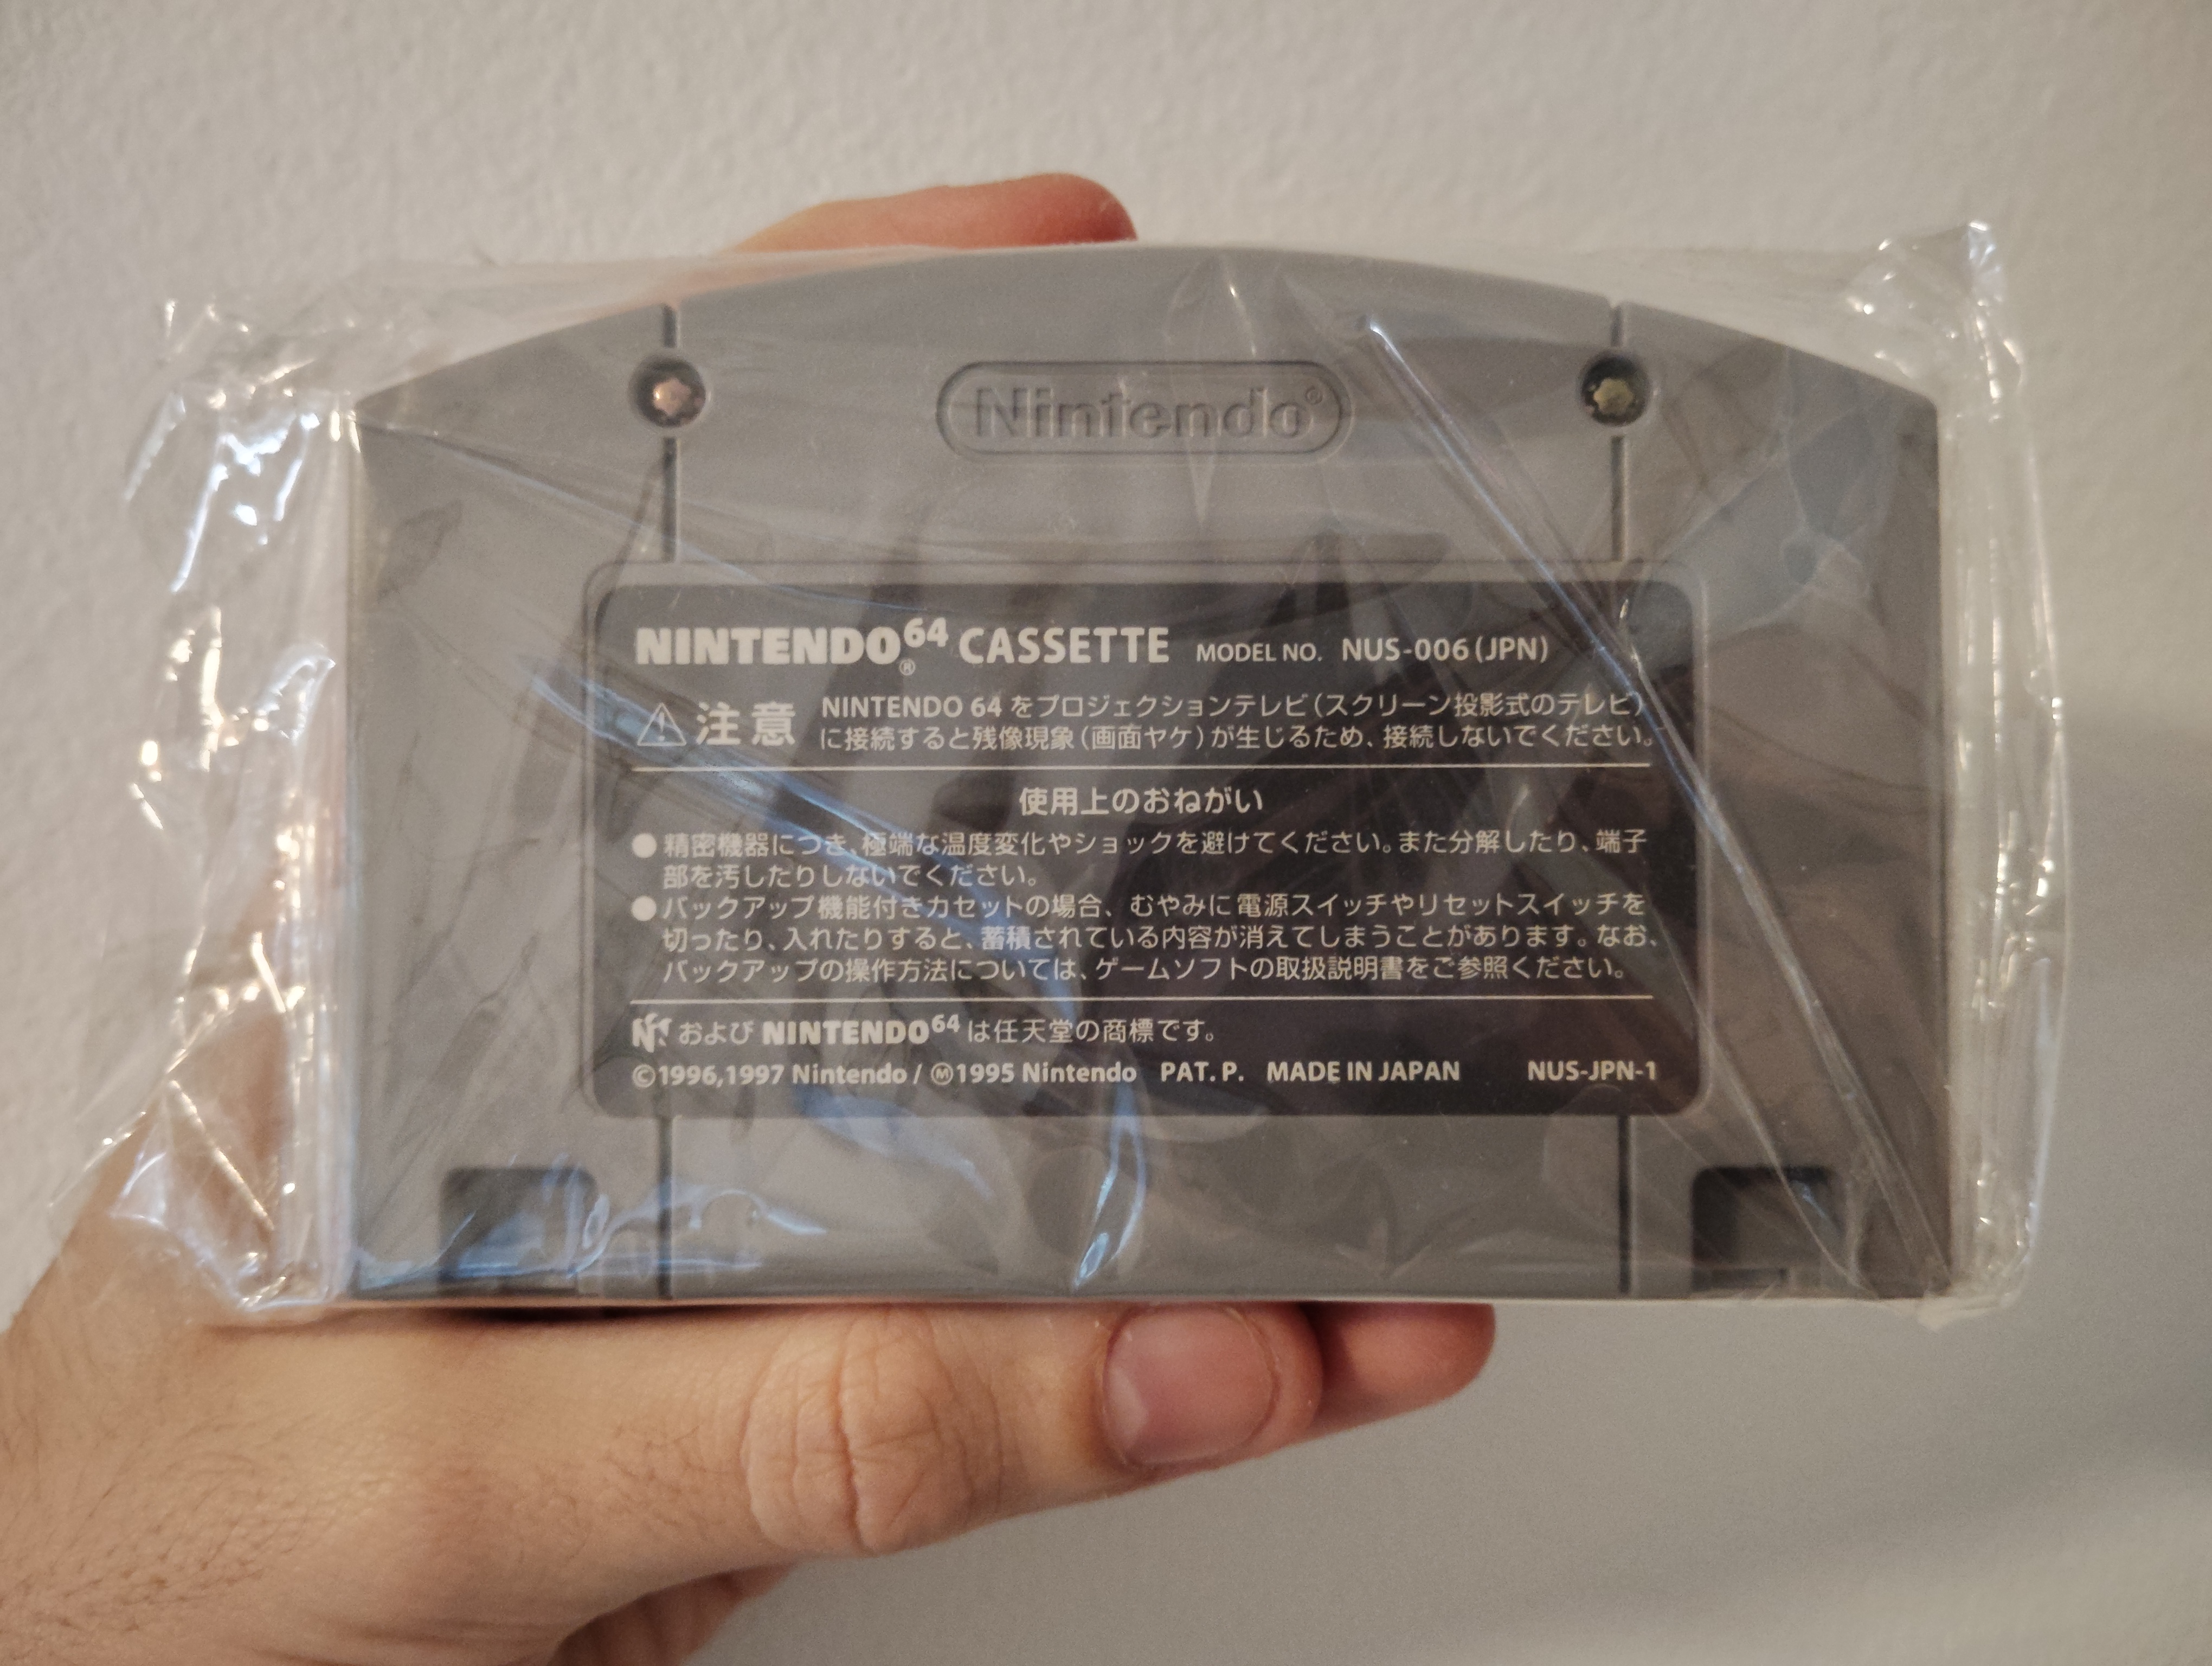 Nintendo®
NINTENDO64® CASSETTE MODEL NO. NUS-006(JPN)
⚠注意 NINTENDO 64 をプロジェクションテレビ(スクリーン投影式のテレビ)
に接続すると残像現象(画面ヤケ)が生じるため、接続しないでください。
使用上のおねがい
●精密機器につき、極端な温度変化やショックを避けてください。また分解したり、端子
部を汚したりしないでください。
●バックアップ機能付きカセットの場合、むやみに電源スイッチやリセットスイッチを
切ったり、入れたりすると、蓄積されている内容が消えてしまうことがあります。なお、
バックアップの操作方法については、ゲームソフトの取扱説明書をご参照ください。
および NINTENDO64 は任天堂の商標です。
©1996,1997 Nintendo / Ⓜ1995 Nintendo PAT. P. MADE IN JAPAN NUS-JPN-1